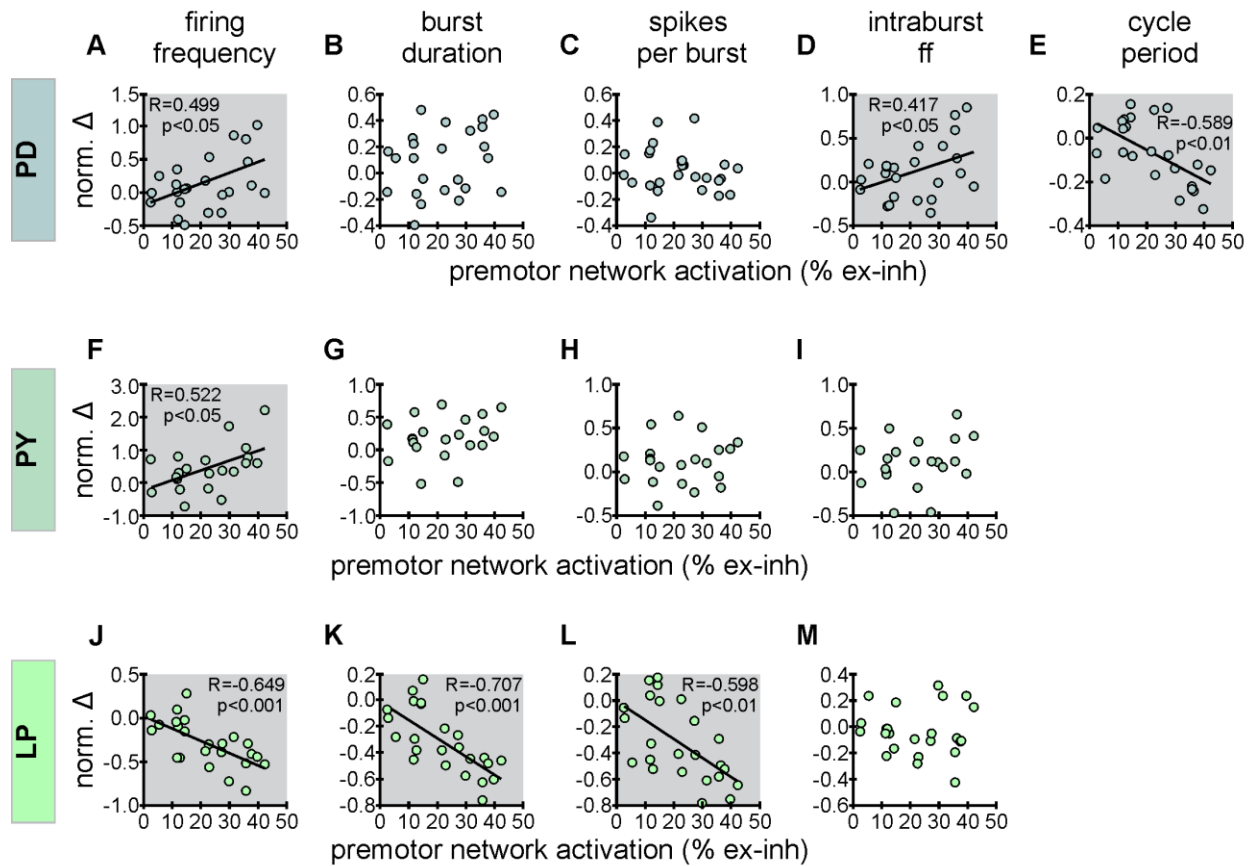 firing frequency
burst duration
spikes per burst
intraburst ff
cycle period
A
B
C
D
E
PD
norm. Δ
R=0.499
p<0.05
R=0.417
p<0.05
R=-0.589
p<0.01
1.5
1.0
0.5
0.0
-0.5
0.6
0.4
0.2
0.0
-0.2
-0.4
0.6
0.4
0.2
0.0
-0.2
-0.4
1.0
0.5
0.0
-0.5
0.2
0.0
-0.2
-0.4
0 10 20 30 40 50
0 10 20 30 40 50
0 10 20 30 40 50
0 10 20 30 40 50
0 10 20 30 40 50
premotor network activation (% ex-inh)
F
G
H
I
PY
norm. Δ
R=0.522
p<0.05
3.0
2.0
1.0
0.0
-1.0
1.0
0.5
0.0
-0.5
-1.0
1.0
0.5
0.0
-0.5
1.0
0.5
0.0
-0.5
0 10 20 30 40 50
0 10 20 30 40 50
0 10 20 30 40 50
0 10 20 30 40 50
premotor network activation (% ex-inh)
J
K
L
M
LP
norm. Δ
R=-0.649
p<0.001
R=-0.707
p<0.001
R=-0.598
p<0.01
0.5
0.0
-0.5
-1.0
0.2
0.0
-0.2
-0.4
-0.6
-0.8
0.2
0.0
-0.2
-0.4
-0.6
-0.8
0.4
0.2
0.0
-0.2
-0.4
-0.6
0 10 20 30 40 50
0 10 20 30 40 50
0 10 20 30 40 50
0 10 20 30 40 50
premotor network activation (% ex-inh)